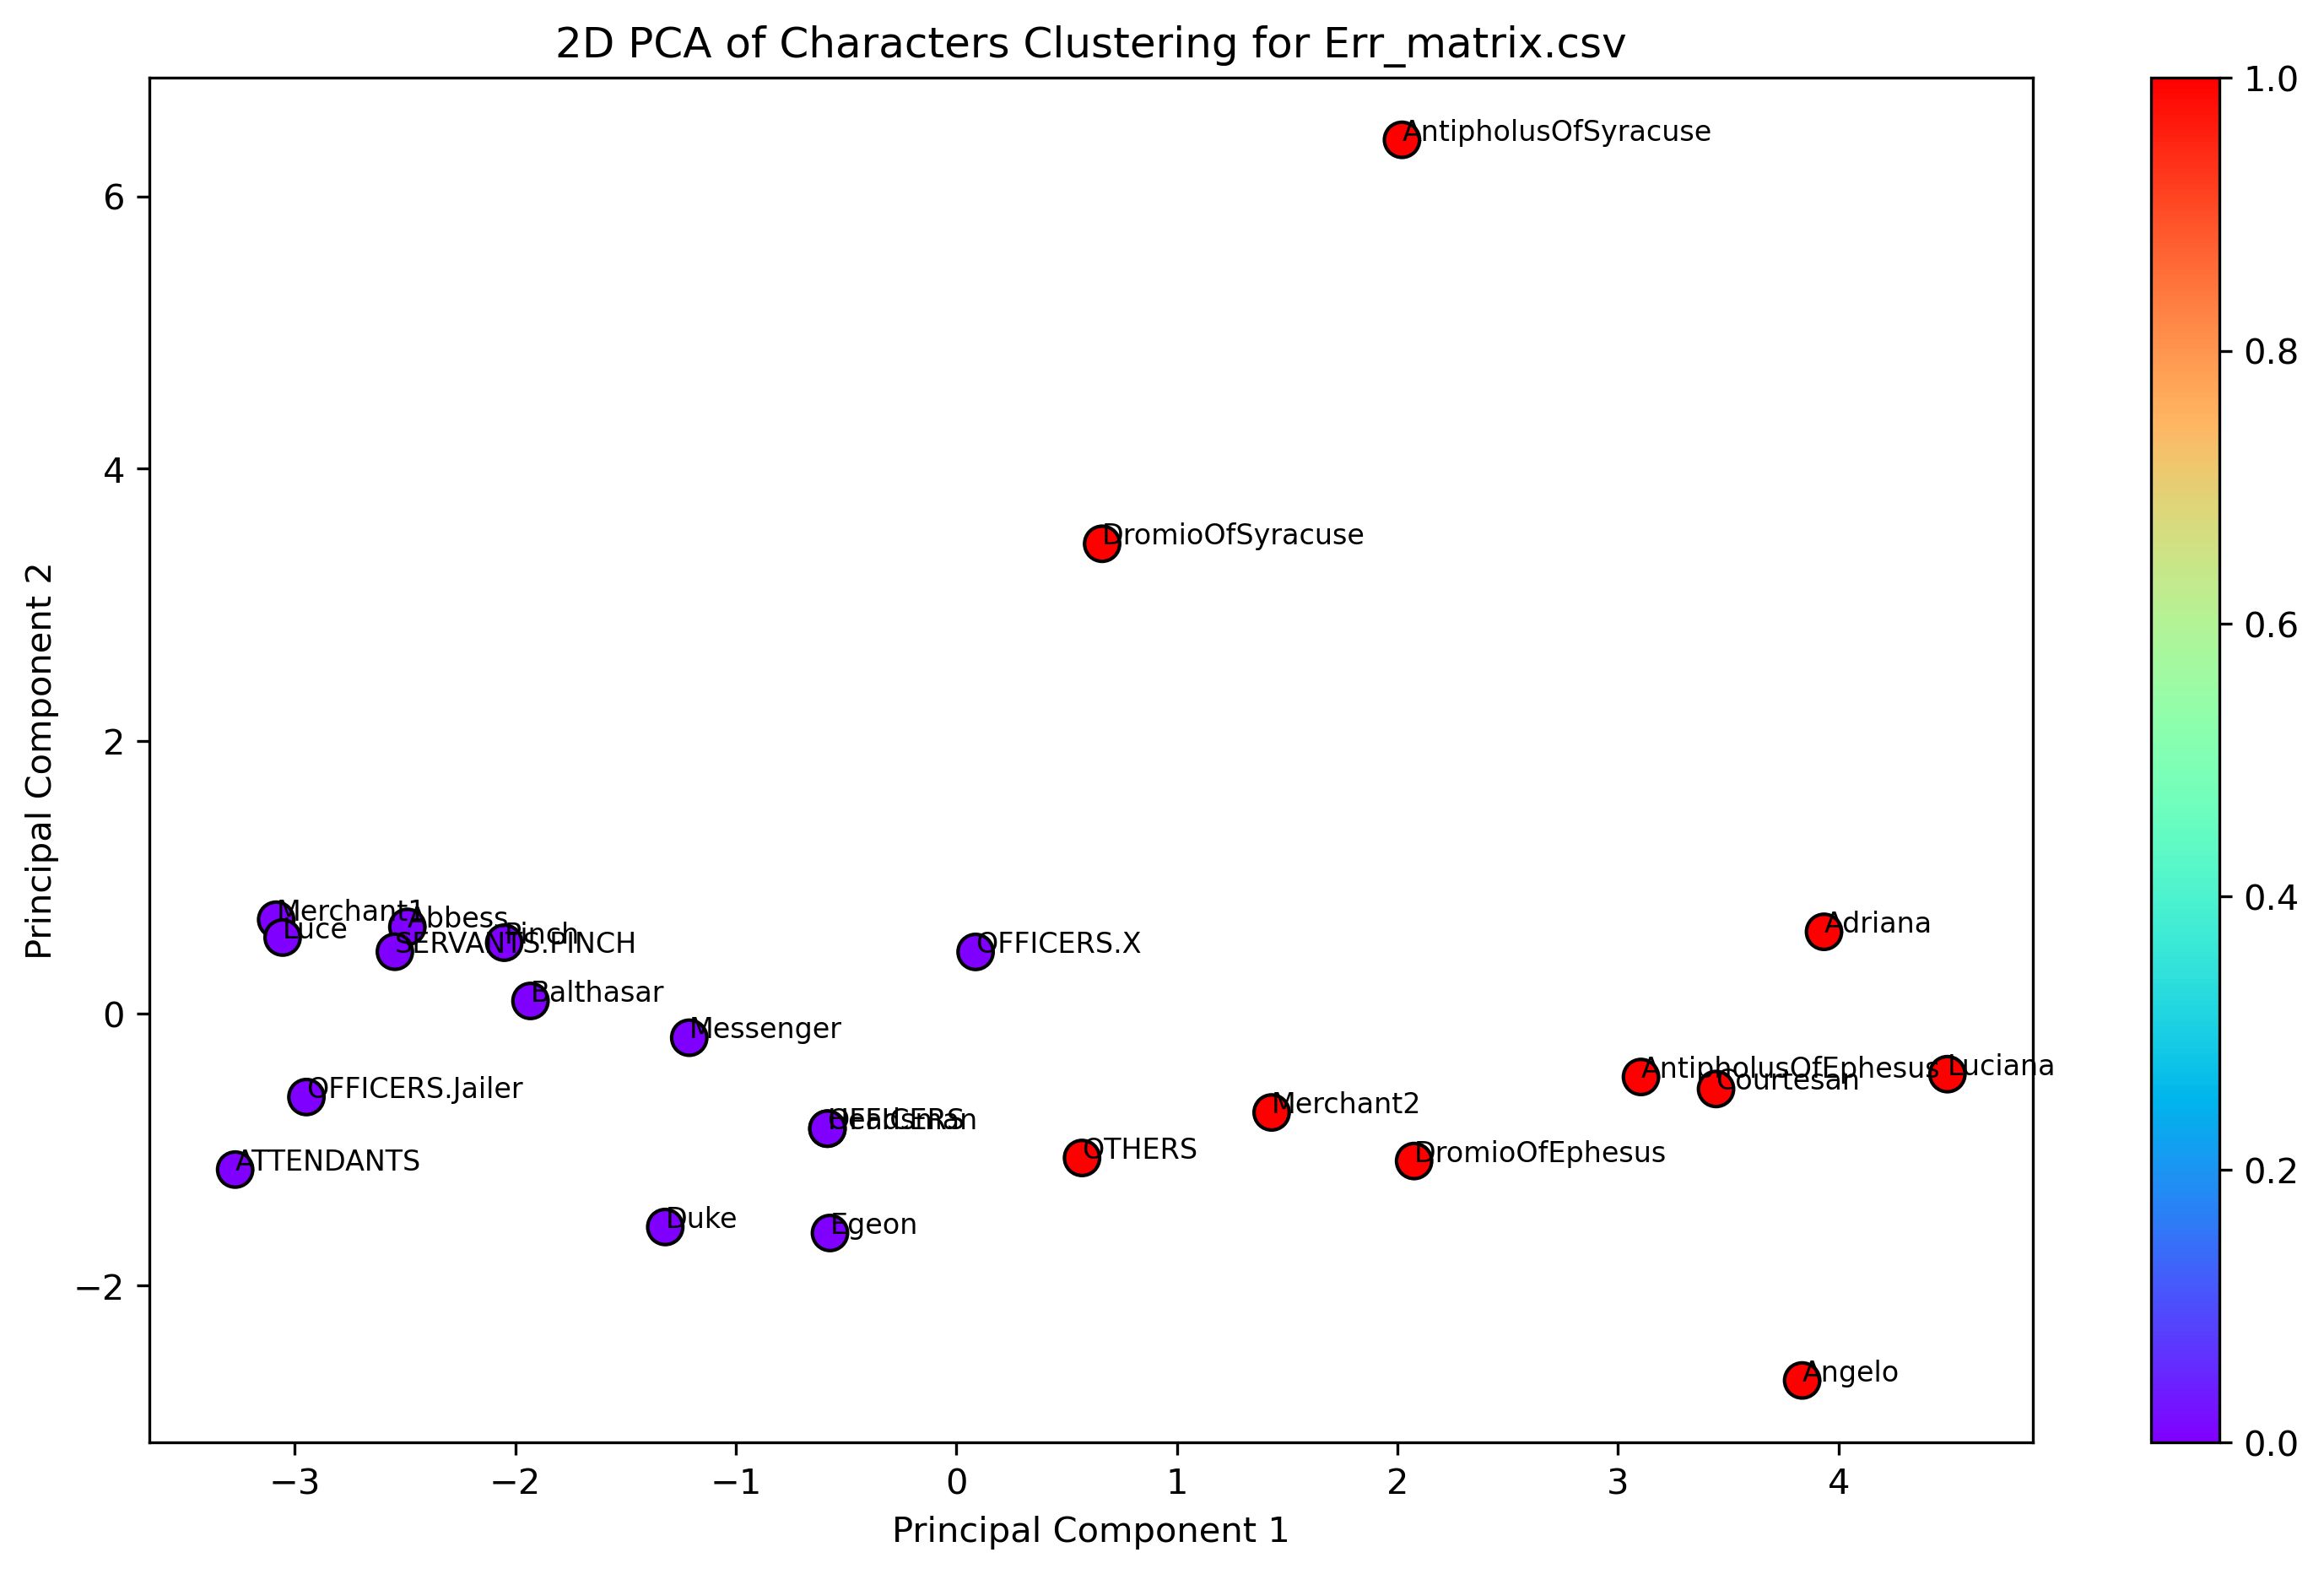 2D PCA of Characters Clustering for Err_matrix.csv
Principal Component 2
6
4
2
0
−2
AntipholusOfSyracuse
DromioOfSyracuse
Merchant1
Abbess
Luce
Pinch
SERVANTS.PINCH
OFFICERS.X
Adriana
Balthasar
Messenger
OFFICERS.Jailer
AntipholusOfEphesus
Luciana
Courtesan
Merchant2
OFFICERS
Headsman
OTHERS
DromioOfEphesus
ATTENDANTS
Duke
Egeon
Angelo
−3
−2
−1
0
1
2
3
4
Principal Component 1
1.0
0.8
0.6
0.4
0.2
0.0